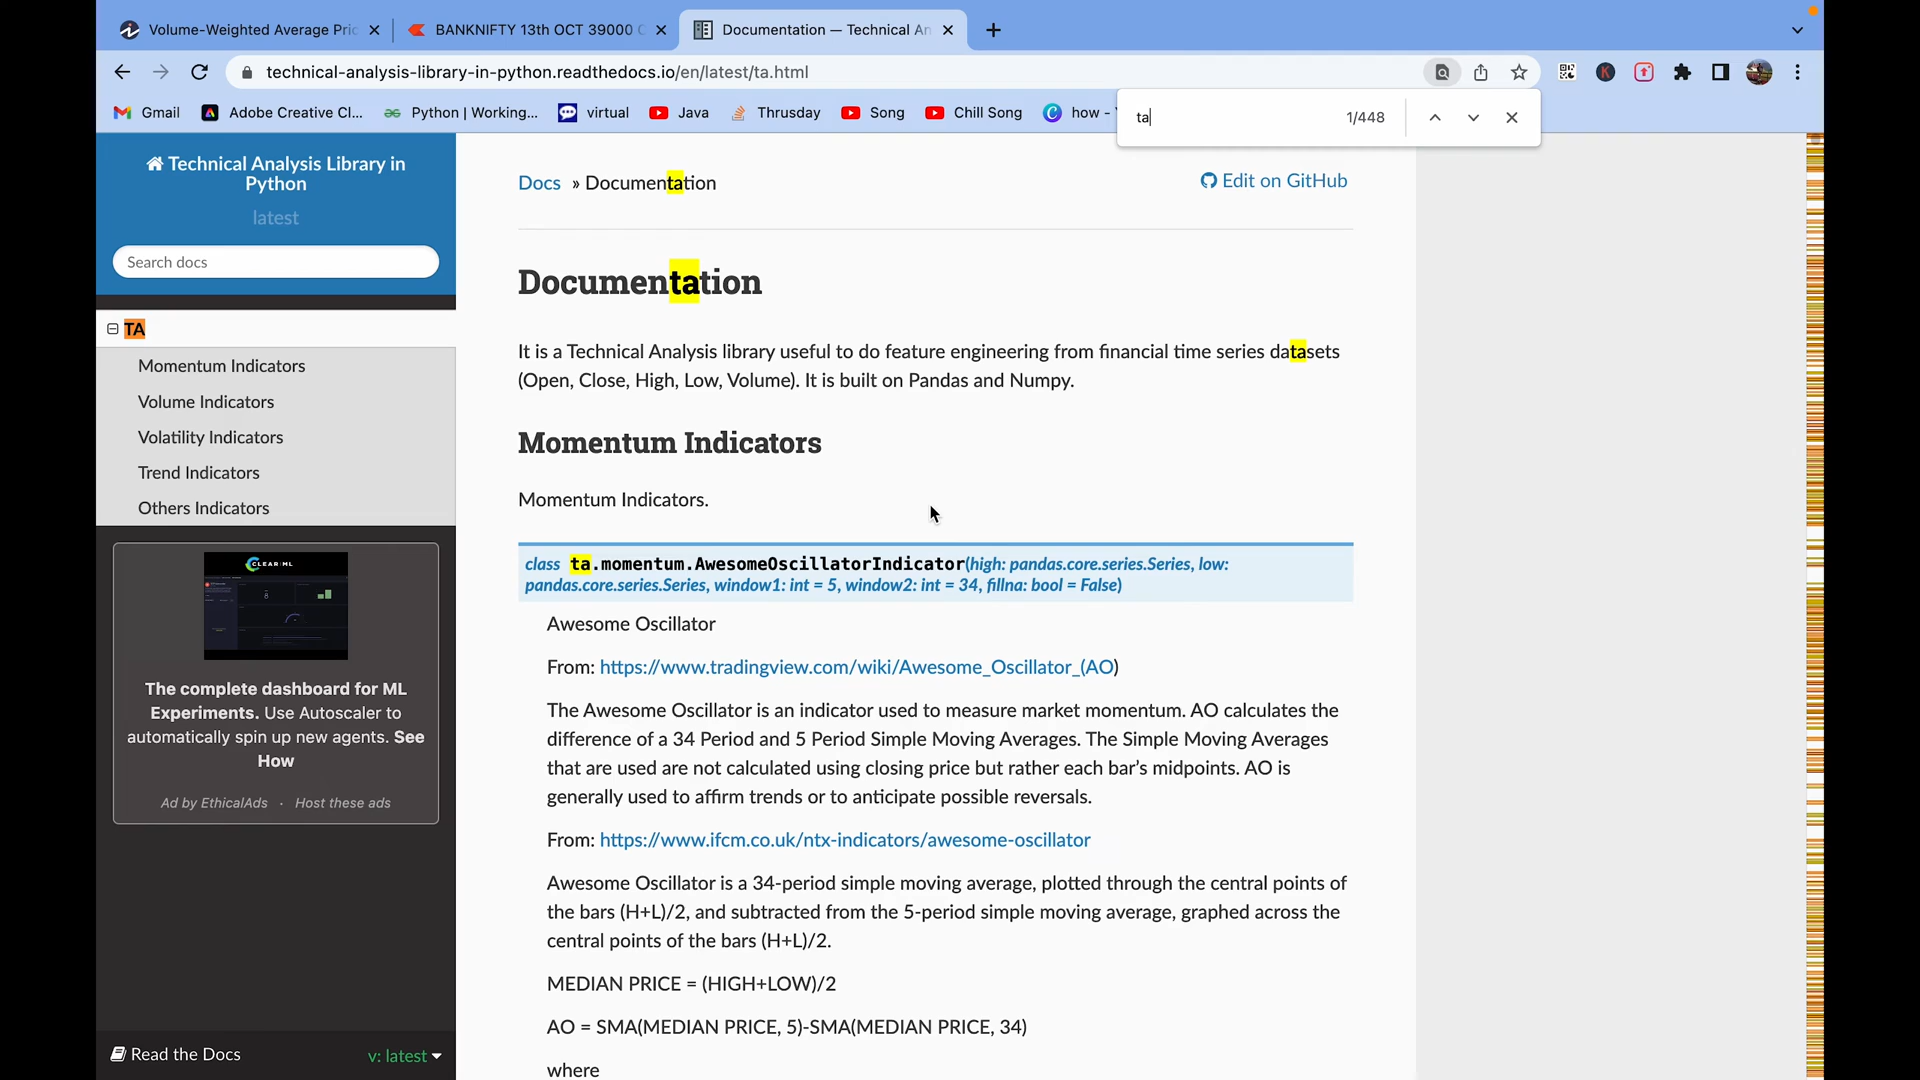 Volume-Weighted Average Pric
BANKNIFTY 13th OCT 39000 C
Documentation — Technical An
technical-analysis-library-in-python.readthedocs.io/en/latest/ta.html
Gmail
Adobe Creative Cl...
Python | Working...
virtual
Java
Thrusday
Song
Chill Song
how -
ta
1/448
Technical Analysis Library in
Python
latest
Search docs
TA
Momentum Indicators
Volume Indicators
Volatility Indicators
Trend Indicators
Others Indicators
CLEAR ML
The complete dashboard for ML
Experiments. Use Autoscaler to
automatically spin up new agents. See
How
Ad by EthicalAds · Host these ads
Read the Docs
v: latest
Docs » Documentation
Edit on GitHub
Documentation
It is a Technical Analysis library useful to do feature engineering from financial time series datasets
(Open, Close, High, Low, Volume). It is built on Pandas and Numpy.
Momentum Indicators
Momentum Indicators.
class ta.momentum.AwesomeOscillatorIndicator(high: pandas.core.series.Series, low:
pandas.core.series.Series, window1: int = 5, window2: int = 34, fillna: bool = False)
Awesome Oscillator
From: https://www.tradingview.com/wiki/Awesome_Oscillator_(AO)
The Awesome Oscillator is an indicator used to measure market momentum. AO calculates the
difference of a 34 Period and 5 Period Simple Moving Averages. The Simple Moving Averages
that are used are not calculated using closing price but rather each bar’s midpoints. AO is
generally used to affirm trends or to anticipate possible reversals.
From: https://www.ifcm.co.uk/ntx-indicators/awesome-oscillator
Awesome Oscillator is a 34-period simple moving average, plotted through the central points of
the bars (H+L)/2, and subtracted from the 5-period simple moving average, graphed across the
central points of the bars (H+L)/2.
MEDIAN PRICE = (HIGH+LOW)/2
AO = SMA(MEDIAN PRICE, 5)-SMA(MEDIAN PRICE, 34)
where